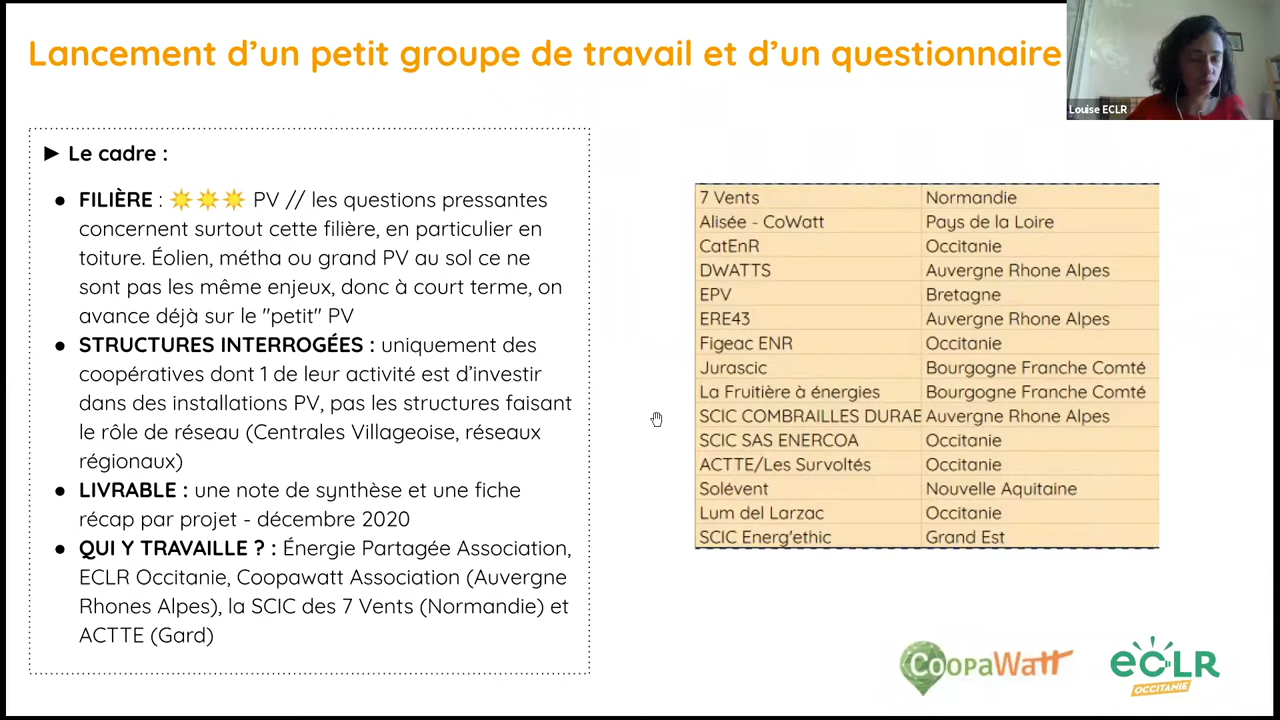 Lancement d'un petit groupe de travail et d'un questionnaire
Louise ECLR
► Le cadre :
● FILIÈRE : PV // les questions pressantes
concernent surtout cette filière, en particulier en
toiture. Éolien, métha ou grand PV au sol ce ne
sont pas les même enjeux, donc à court terme, on
avance déjà sur le "petit" PV
● STRUCTURES INTERROGÉES : uniquement des
coopératives dont 1 de leur activité est d'investir
dans des installations PV, pas les structures faisant
le rôle de réseau (Centrales Villageoise, réseaux
régionaux)
● LIVRABLE : une note de synthèse et une fiche
récap par projet - décembre 2020
● QUI Y TRAVAILLE ? : Énergie Partagée Association,
ECLR Occitanie, Coopawatt Association (Auvergne
Rhones Alpes), la SCIC des 7 Vents (Normandie) et
ACTTE (Gard)
7 Vents Normandie
Alisée - CoWatt Pays de la Loire
CatEnR Occitanie
DWATTS Auvergne Rhone Alpes
EPV Bretagne
ERE43 Auvergne Rhone Alpes
Figeac ENR Occitanie
Jurascic Bourgogne Franche Comté
La Fruitière à énergies Bourgogne Franche Comté
SCIC COMBRAILLES DURAE Auvergne Rhone Alpes
SCIC SAS ENERCOA Occitanie
ACTTE/Les Survoltés Occitanie
Solévent Nouvelle Aquitaine
Lum del Larzac Occitanie
SCIC Energ'ethic Grand Est
CoopaWatt
eCLR
OCCITANIE